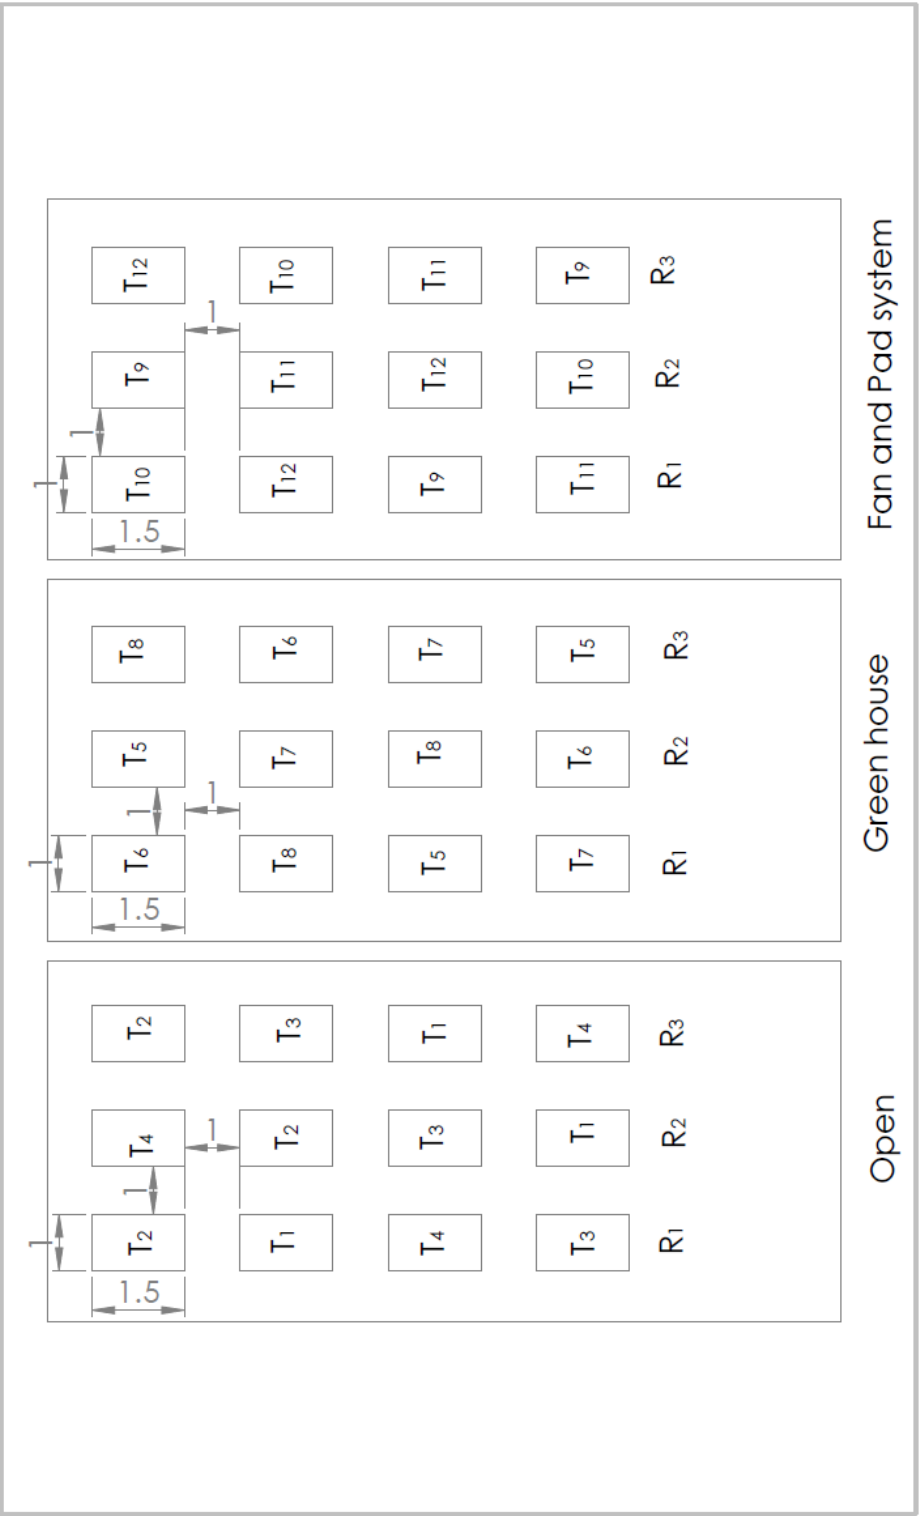 1 1 1
1 1 1
1.5 T2 T4 T2 1.5 T6 T5 T8 1.5 T10 T9 T12
1 1 1
T1 T2 T3 T8 T7 T6 T12 T11 T10
T4 T3 T1 T5 T8 T7 T9 T12 T11
T3 T1 T4 T7 T6 T5 T11 T10 T9
R1 R2 R3 R1 R2 R3 R1 R2 R3
Open Green house Fan and Pad system